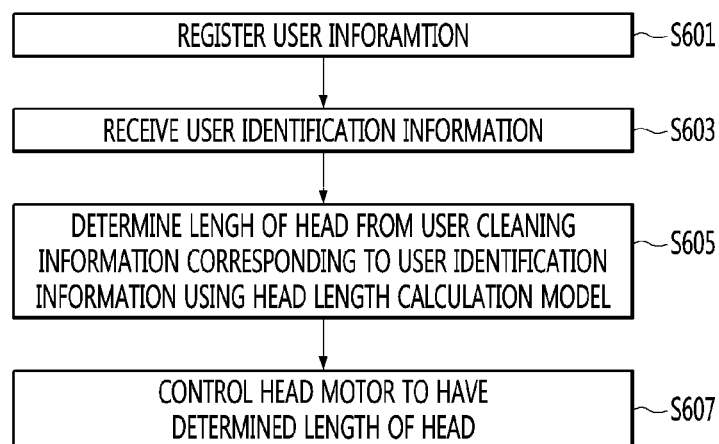 REGISTER USER INFORAMTION
S601
RECEIVE USER IDENTIFICATION INFORMATION
S603
DETERMINE LENGH OF HEAD FROM USER CLEANING
INFORMATION CORRESPONDING TO USER IDENTIFICATION
INFORMATION USING HEAD LENGTH CALCULATION MODEL
S605
CONTROL HEAD MOTOR TO HAVE
DETERMINED LENGTH OF HEAD
S607